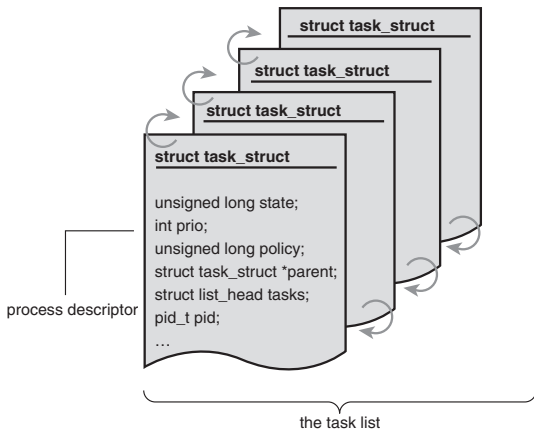 struct task_struct
struct task_struct
struct task_struct
struct task_struct
unsigned long state;
int prio;
unsigned long policy;
struct task_struct *parent;
struct list_head tasks;
pid_t pid;
…
process descriptor
the task list